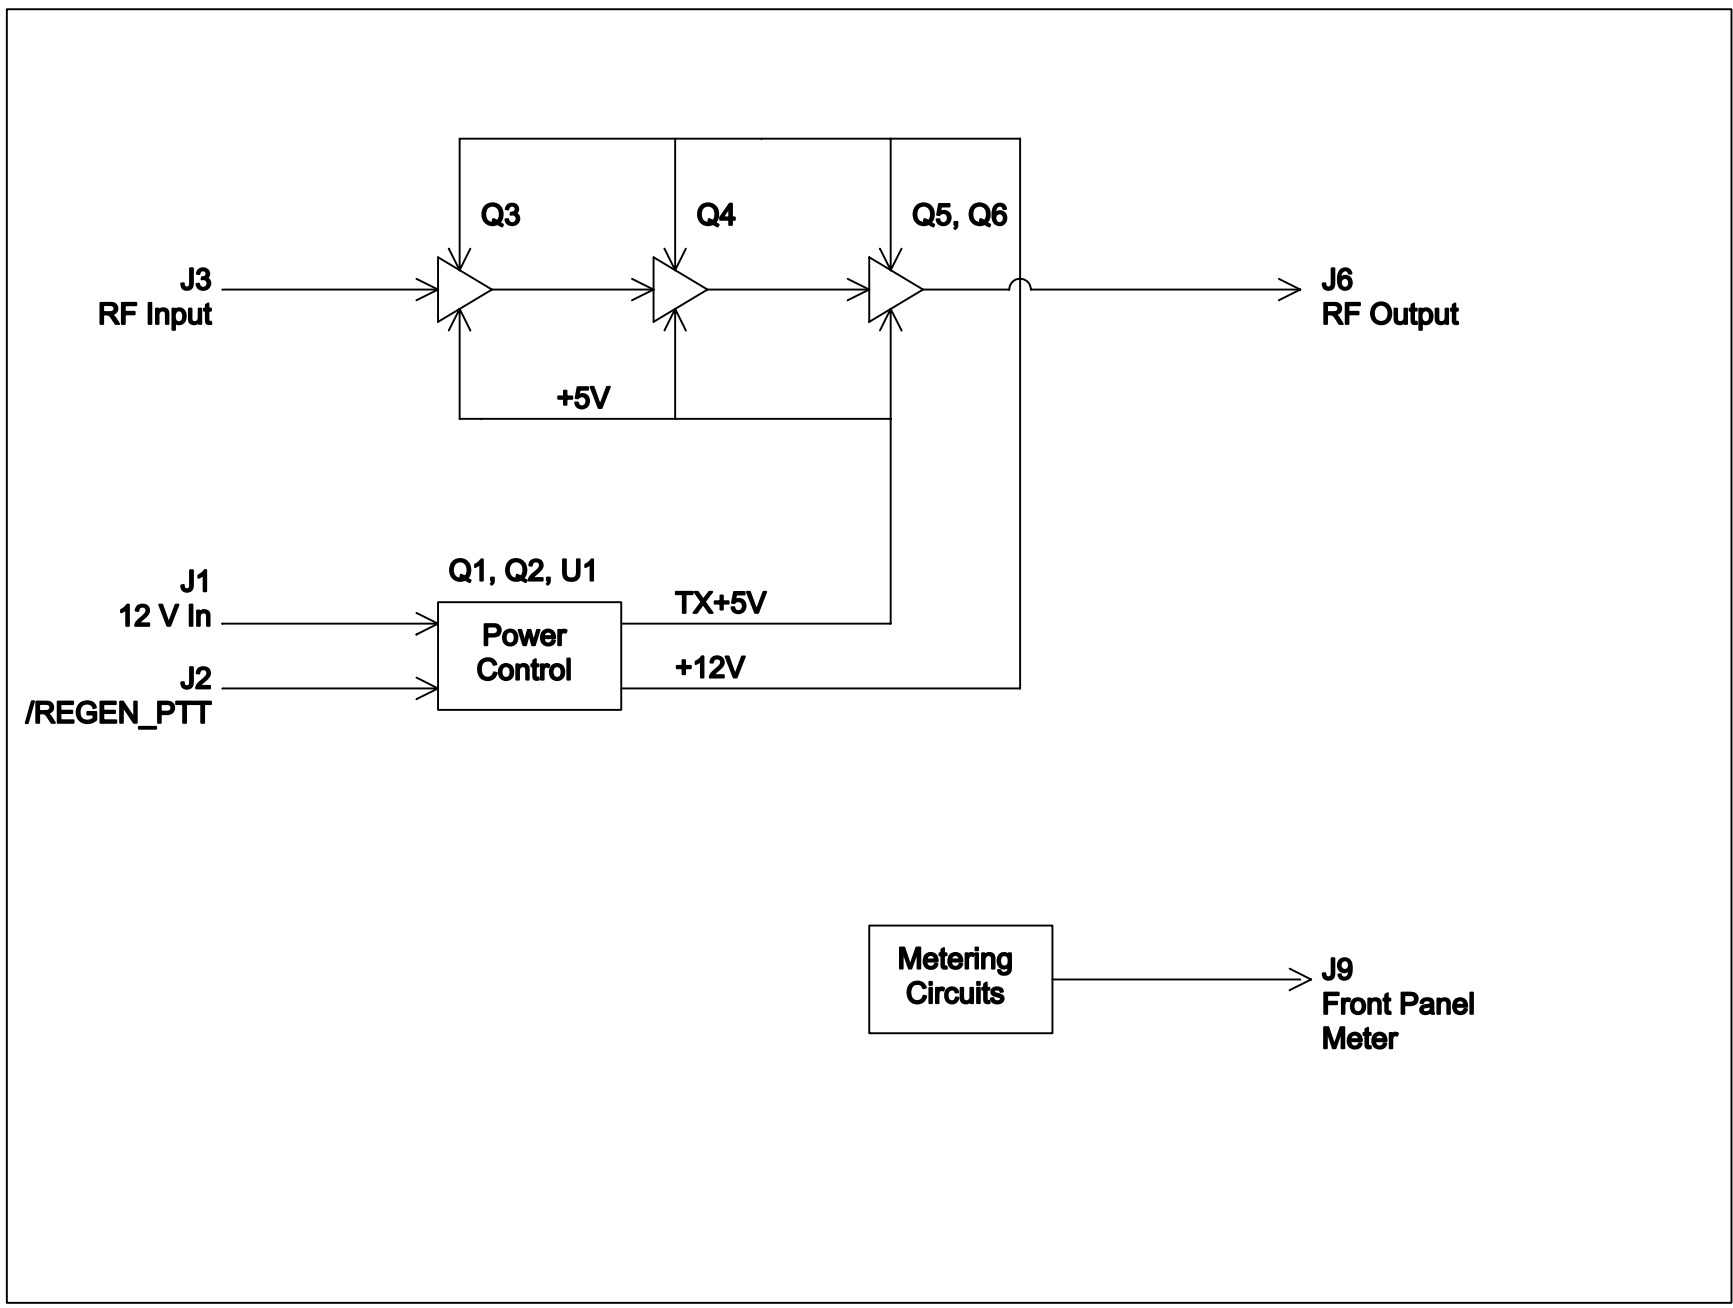 Q3
Q4
Q5, Q6
J3
RF Input
J6
RF Output
+5V
Q1, Q2, U1
J1
12 V In
TX+5V
Power
Control
+12V
J2
/REGEN_PTT
Metering
Circuits
J9
Front Panel
Meter